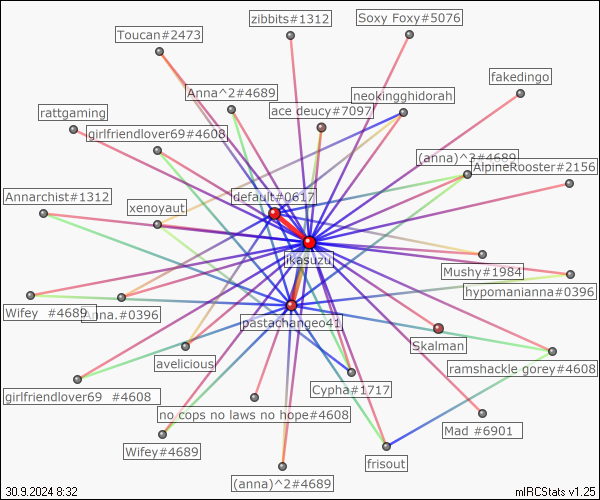 zibbits#1312
Soxy Foxy#5076
Toucan#2473
fakedingo
Anna^2#4689
neokingghidorah
rattgaming
ace deucy#7097
girlfriendlover69#4608
(anna)^2#4689
AlpineRooster#2156
Annarchist#1312
default#0617
xenoyaut
ikasuzu
Mushy#1984
hypomanianna#0396
Wifey  #4689
Anna.#0396
pastachangeo41
Skalman
avelicious
ramshackle gorey#4608
girlfriendlover69  #4608
Cypha#1717
no cops no laws no hope#4608
Mad #6901
Wifey#4689
frisout
(anna)^2#4689
30.9.2024 8:32
mIRCStats v1.25